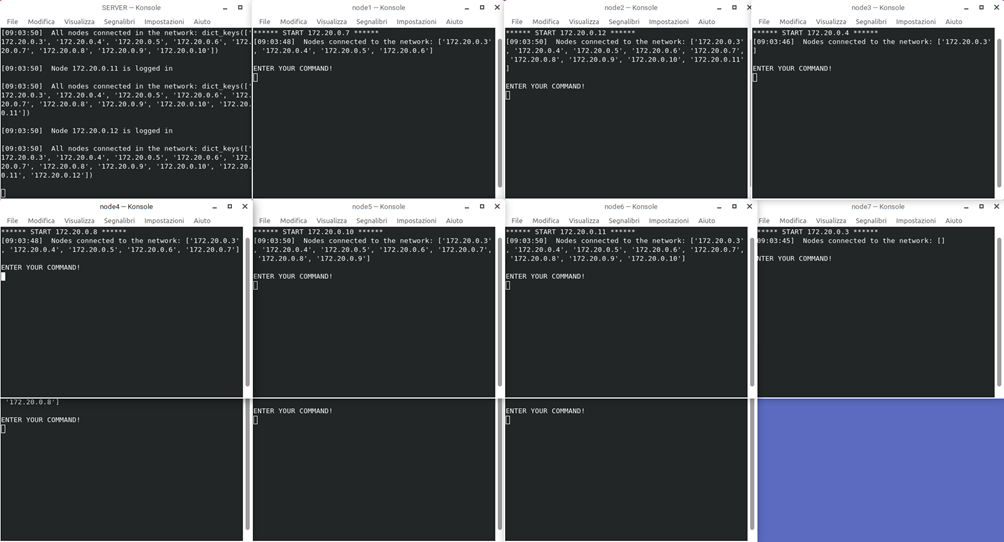 SERVER — Konsole
File Modifica Visualizza Segnalibri Impostazioni Aiuto
[09:03:50]  All nodes connected in the network: dict_keys(['
172.20.0.3', '172.20.0.4', '172.20.0.5', '172.20.0.6', '172.
20.0.7', '172.20.0.8', '172.20.0.9', '172.20.0.10'])
[09:03:50]  Node 172.20.0.11 is logged in
[09:03:50]  All nodes connected in the network: dict_keys(['
172.20.0.3', '172.20.0.4', '172.20.0.5', '172.20.0.6', '172.
20.0.7', '172.20.0.8', '172.20.0.9', '172.20.0.10', '172.20.
0.11'])
[09:03:50]  Node 172.20.0.12 is logged in
[09:03:50]  All nodes connected in the network: dict_keys(['
172.20.0.3', '172.20.0.4', '172.20.0.5', '172.20.0.6', '172.
20.0.7', '172.20.0.8', '172.20.0.9', '172.20.0.10', '172.20.
0.11', '172.20.0.12'])
node1 — Konsole
File Modifica Visualizza Segnalibri Impostazioni Aiuto
****** START 172.20.0.7 ******
[09:03:48]  Nodes connected to the network: ['172.20.0.3'
, '172.20.0.4', '172.20.0.5', '172.20.0.6']
ENTER YOUR COMMAND!
node2 — Konsole
File Modifica Visualizza Segnalibri Impostazioni Aiuto
****** START 172.20.0.12 ******
[09:03:50]  Nodes connected to the network: ['172.20.0.3'
, '172.20.0.4', '172.20.0.5', '172.20.0.6', '172.20.0.7',
'172.20.0.8', '172.20.0.9', '172.20.0.10', '172.20.0.11'
]
ENTER YOUR COMMAND!
node3 — Konsole
File Modifica Visualizza Segnalibri Impostazioni Aiuto
****** START 172.20.0.4 ******
[09:03:46]  Nodes connected to the network: ['172.20.0.3'
]
ENTER YOUR COMMAND!
node4 — Konsole
File Modifica Visualizza Segnalibri Impostazioni Aiuto
****** START 172.20.0.8 ******
[09:03:48]  Nodes connected to the network: ['172.20.0.3'
, '172.20.0.4', '172.20.0.5', '172.20.0.6', '172.20.0.7']
ENTER YOUR COMMAND!
node5 — Konsole
File Modifica Visualizza Segnalibri Impostazioni Aiuto
****** START 172.20.0.10 ******
[09:03:50]  Nodes connected to the network: ['172.20.0.3'
, '172.20.0.4', '172.20.0.5', '172.20.0.6', '172.20.0.7',
'172.20.0.8', '172.20.0.9']
ENTER YOUR COMMAND!
node6 — Konsole
File Modifica Visualizza Segnalibri Impostazioni Aiuto
****** START 172.20.0.11 ******
[09:03:50]  Nodes connected to the network: ['172.20.0.3'
, '172.20.0.4', '172.20.0.5', '172.20.0.6', '172.20.0.7',
'172.20.0.8', '172.20.0.9', '172.20.0.10']
ENTER YOUR COMMAND!
node7 — Konsole
File Modifica Visualizza Segnalibri Impostazioni Aiuto
***** START 172.20.0.3 ******
09:03:45]  Nodes connected to the network: []
NTER YOUR COMMAND!
'172.20.0.8']
ENTER YOUR COMMAND!
ENTER YOUR COMMAND!
ENTER YOUR COMMAND!